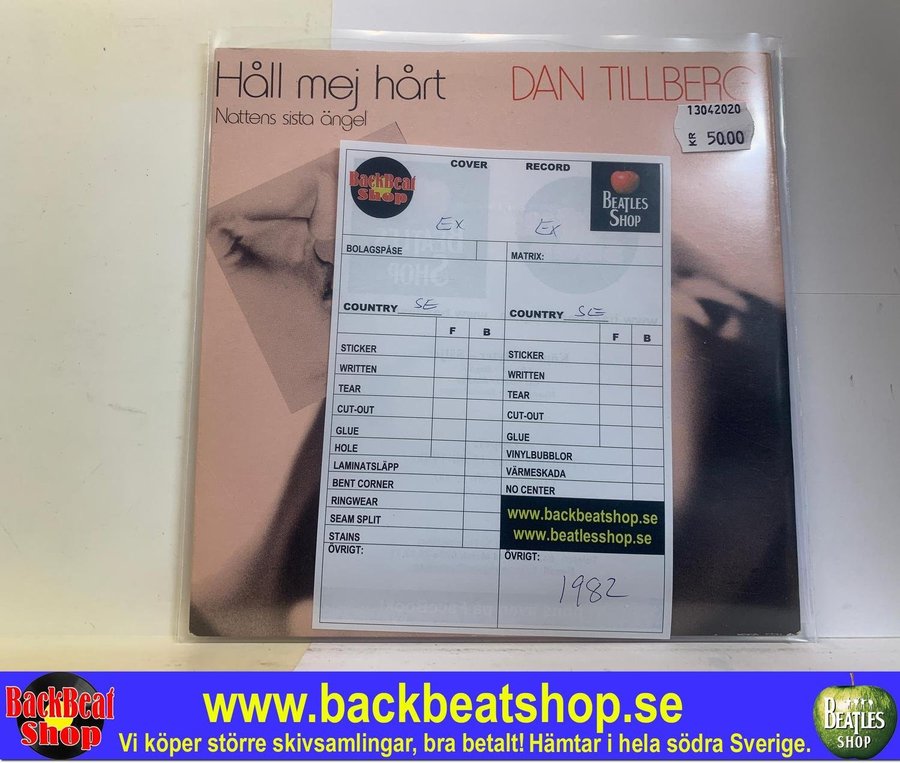 Håll mej hårt
DAN TILLBERG
Nattens sista ängel
13042020
KR 50.00
BackBeat
Shop
COVER
RECORD
BEATLES
SHOP
EX
EX
BOLAGSPÅSE
MATRIX:
COUNTRY SE
COUNTRY SE
F B
F B
STICKER
WRITTEN
TEAR
CUT-OUT
GLUE
HOLE
LAMINATSLÄPP
BENT CORNER
RINGWEAR
SEAM SPLIT
STAINS
ÖVRIGT:
STICKER
WRITTEN
TEAR
CUT-OUT
GLUE
VINYLBUBBLOR
VÄRMESKADA
NO CENTER
www.backbeatshop.se
www.beatlesshop.se
ÖVRIGT:
1982
BackBeat
Shop
www.backbeatshop.se
Vi köper större skivsamlingar, bra betalt! Hämtar i hela södra Sverige.
BEATLES
SHOP